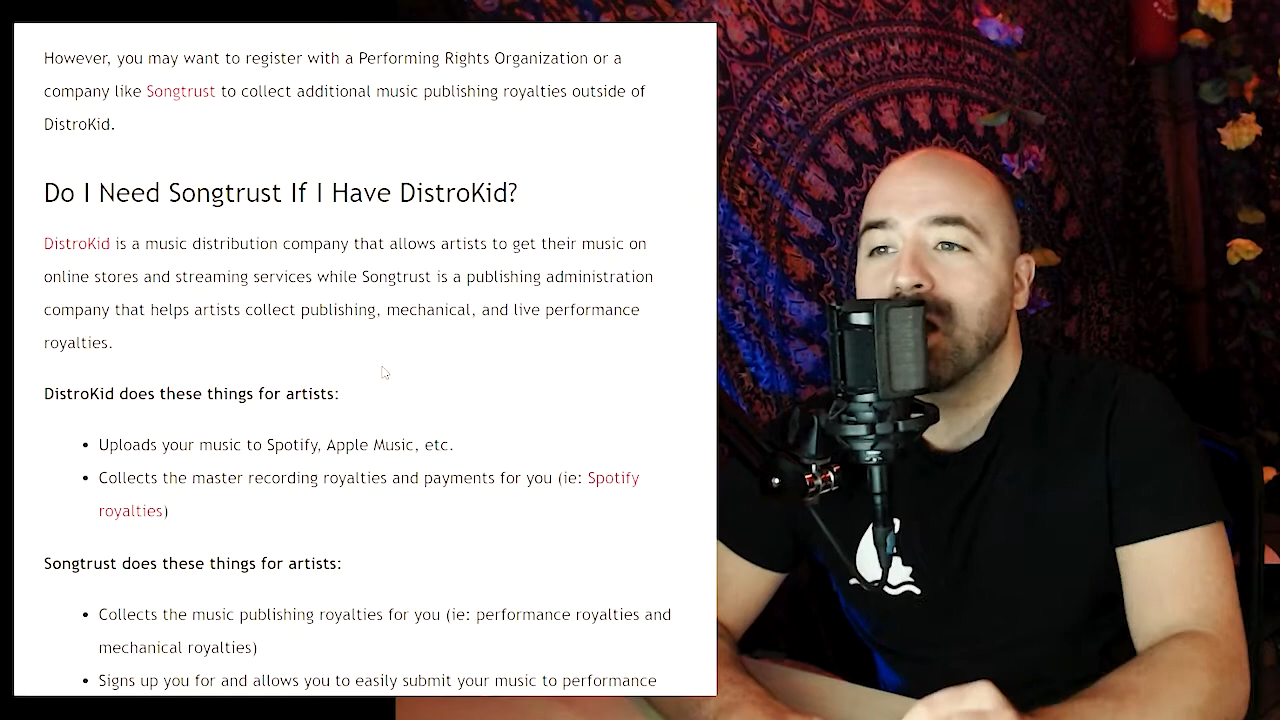 However, you may want to register with a Performing Rights Organization or a
company like Songtrust to collect additional music publishing royalties outside of
DistroKid.
Do I Need Songtrust If I Have DistroKid?
DistroKid is a music distribution company that allows artists to get their music on
online stores and streaming services while Songtrust is a publishing administration
company that helps artists collect publishing, mechanical, and live performance
royalties.
DistroKid does these things for artists:
• Uploads your music to Spotify, Apple Music, etc.
• Collects the master recording royalties and payments for you (ie: Spotify
royalties)
Songtrust does these things for artists:
• Collects the music publishing royalties for you (ie: performance royalties and
mechanical royalties)
• Signs up you for and allows you to easily submit your music to performance